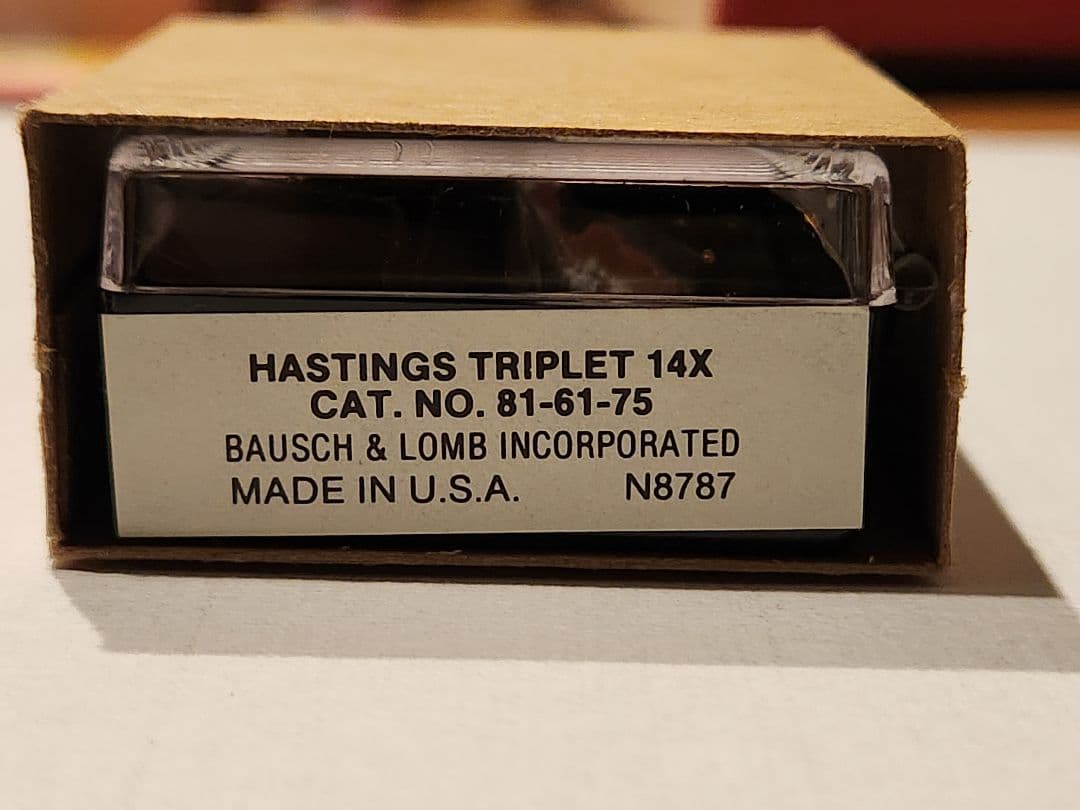 HASTINGS TRIPLET 14X
CAT. NO. 81-61-75
BAUSCH & LOMB INCORPORATED
MADE IN U.S.A. N8787